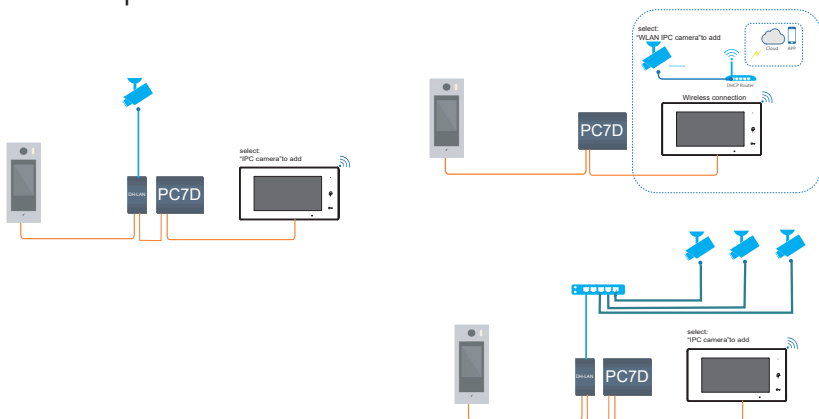 select:
"IPC camera"to add
DH-LAN
PC7D
select:
"WLAN IPC camera"to add
Cloud
APP
DHCP Router
Wireless connection
PC7D
select:
"IPC camera"to add
DH-LAN
PC7D